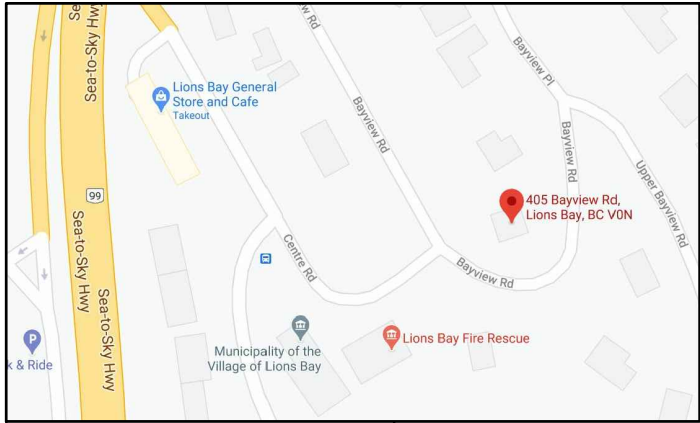 Sea-to-Sky Hwy
Se
w Rd
Lions Bay General
Store and Cafe
Takeout
Bayview Pl
Bayview Rd
Bayview Rd
Upper Bayview Rd
99
405 Bayview Rd,
Lions Bay, BC V0N
Sea-to-Sky Hwy
Sea-to-Sky Hwy
Centre Rd
Bayview Rd
P
k & Ride
Municipality of the
Village of Lions Bay
Lions Bay Fire Rescue